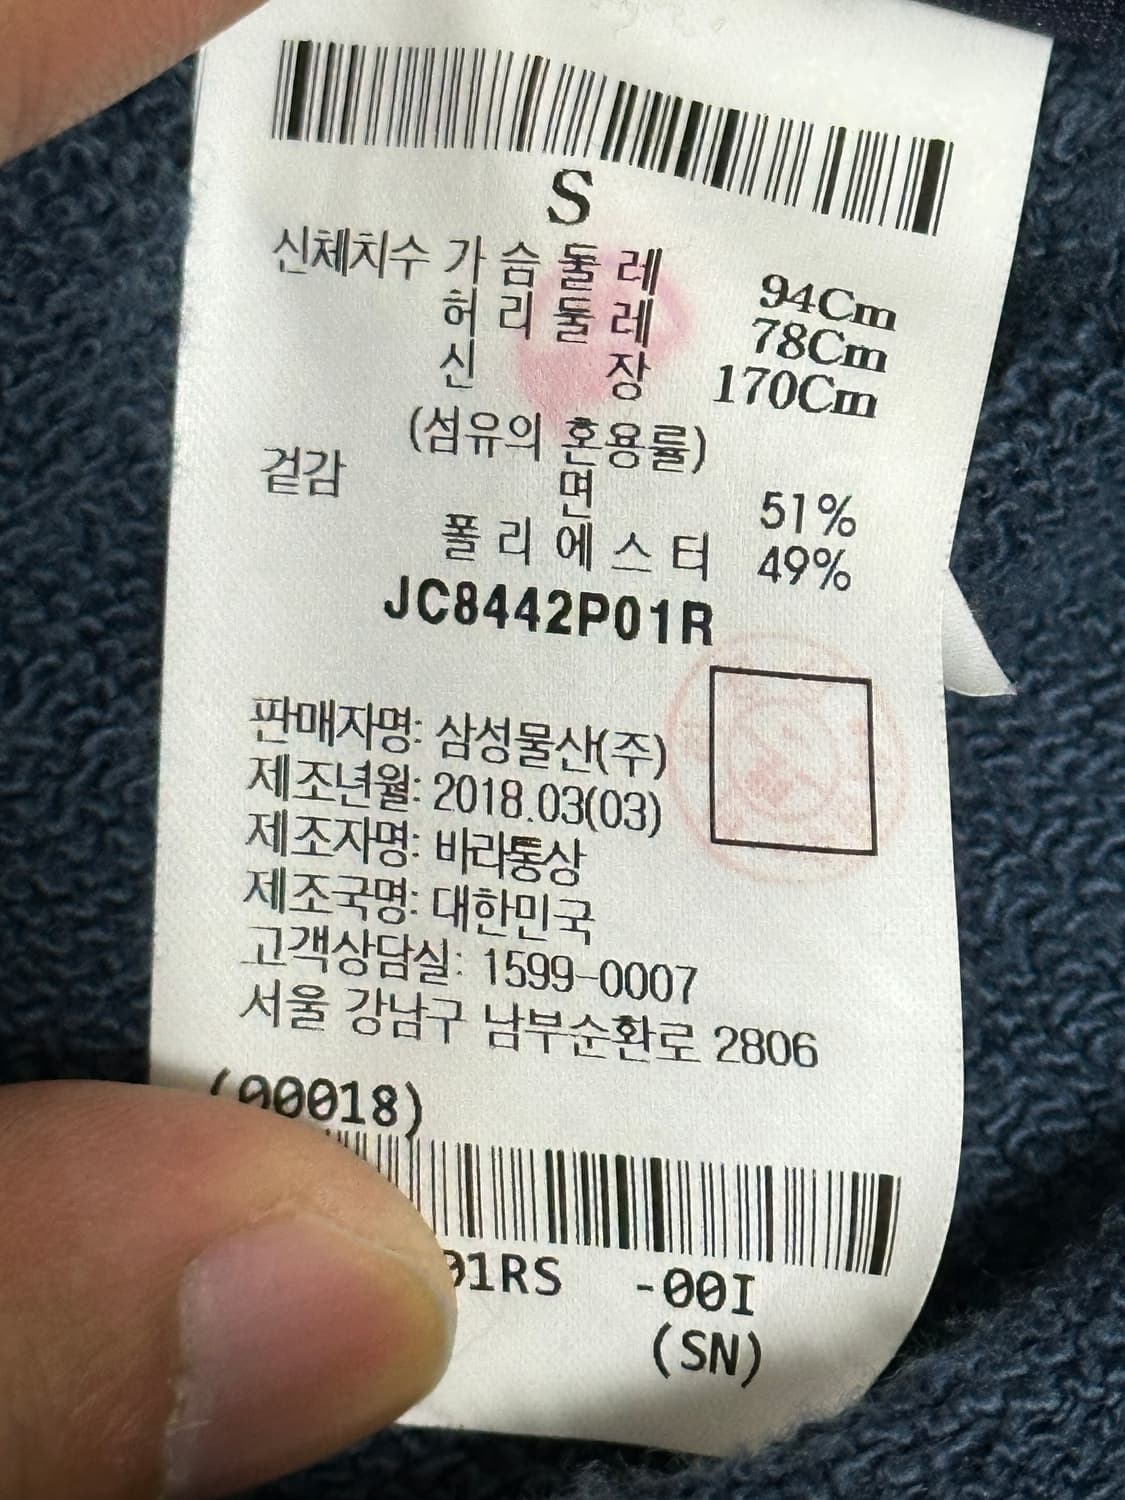 S
신체치수 가슴둘레 94Cm
허리둘레 78Cm
신장 170Cm
(섬유의 혼용률)
겉감 면 51%
폴리에스터 49%
JC8442P01R
판매자명: 삼성물산(주)
제조년월: 2018.03(03)
제조자명: 바라통상
제조국명: 대한민국
고객상담실: 1599-0007
서울 강남구 남부순환로 2806
(00018)
01RS -00I
(SN)